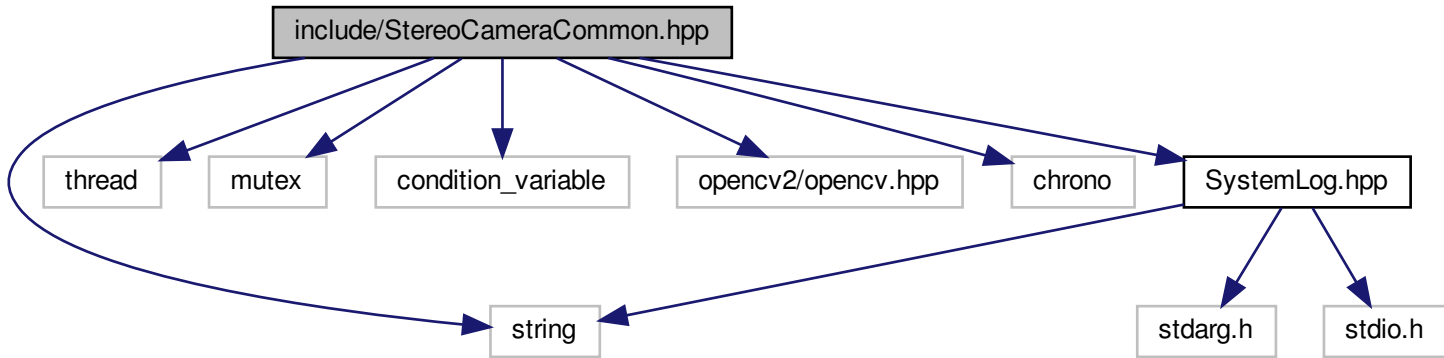 include/StereoCameraCommon.hpp
thread
mutex
condition_variable
opencv2/opencv.hpp
chrono
SystemLog.hpp
string
stdarg.h
stdio.h